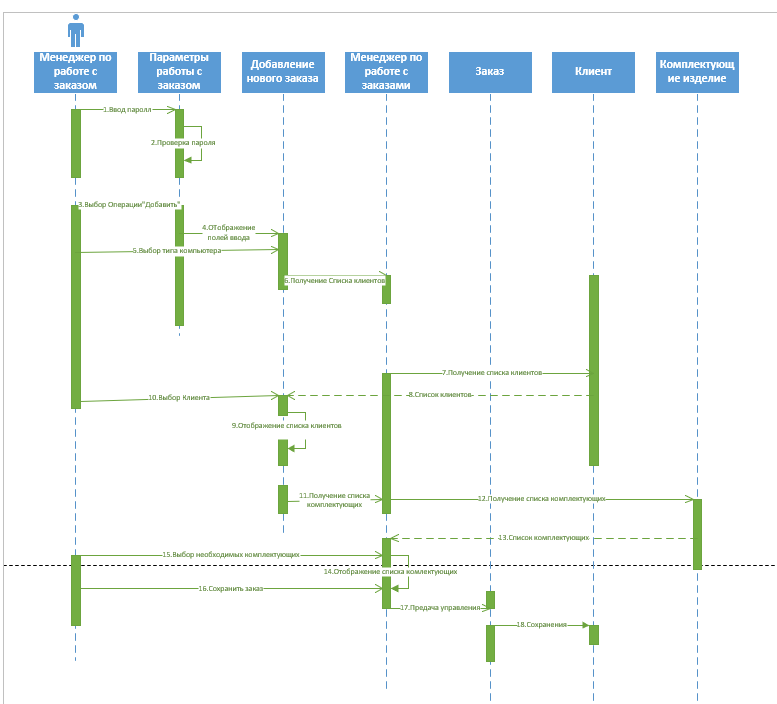 Менеджер по
работе с
заказом
Параметры
работы с
заказом
Добавление
нового заказа
Менеджер по
работе с
заказами
Заказ
Клиент
Комплектующ
ие изделие
1.Ввод паролл
2.Проверка пароля
3.Выбор Операции"Добавить"
4.ОТображение
полей ввода
5.Выбор типа компьютера
6.Получение Списка клиентов
7.Получение списка клиентов
8.Список клиентов
10.Выбор Клиента
9.Отображение списка клиентов
11.Получение списка
комплектующих
12.Получение списка комплектующих
13.Список комплектующих
15.Выбор необходимых комплектующих
14.Отображение списка комлектующих
16.Сохранить заказ
17.Предача управления
18.Сохранения